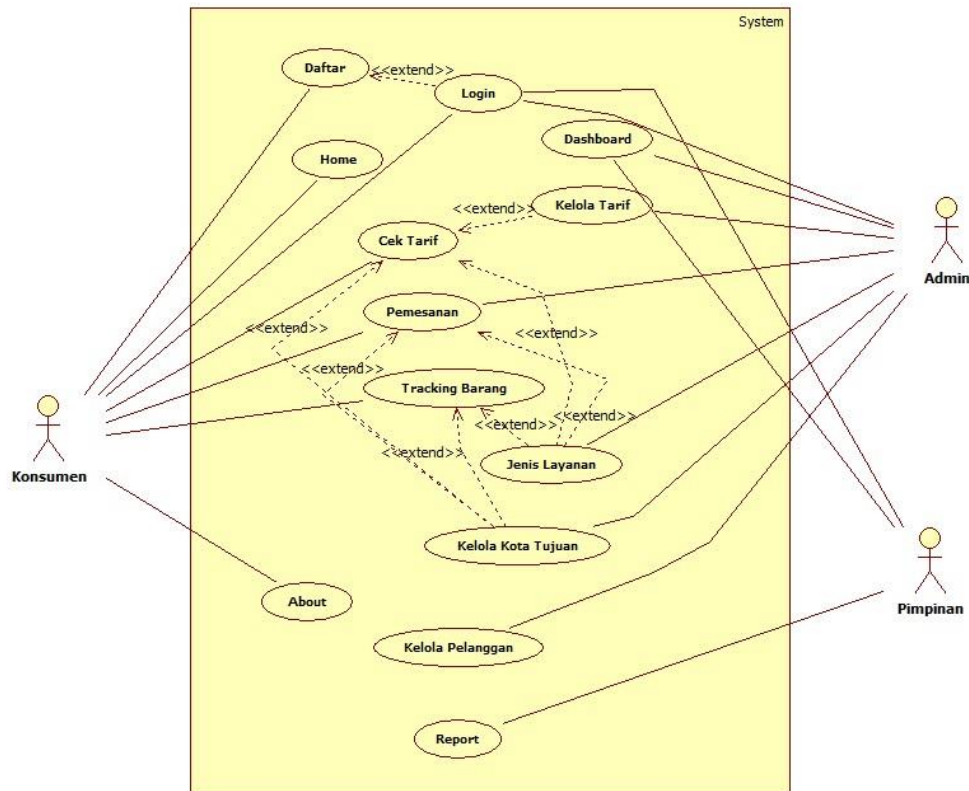 System
Daftar
<<extend>>
Login
Dashboard
Home
Kelola Tarif
<<extend>>
Cek Tarif
Admin
Pemesanan
<<extend>>
<<extend>>
<<extend>>
Tracking Barang
<<extend>>
<<extend>>
<<extend>>
Jenis Layanan
Konsumen
Kelola Kota Tujuan
About
Pimpinan
Kelola Pelanggan
Report